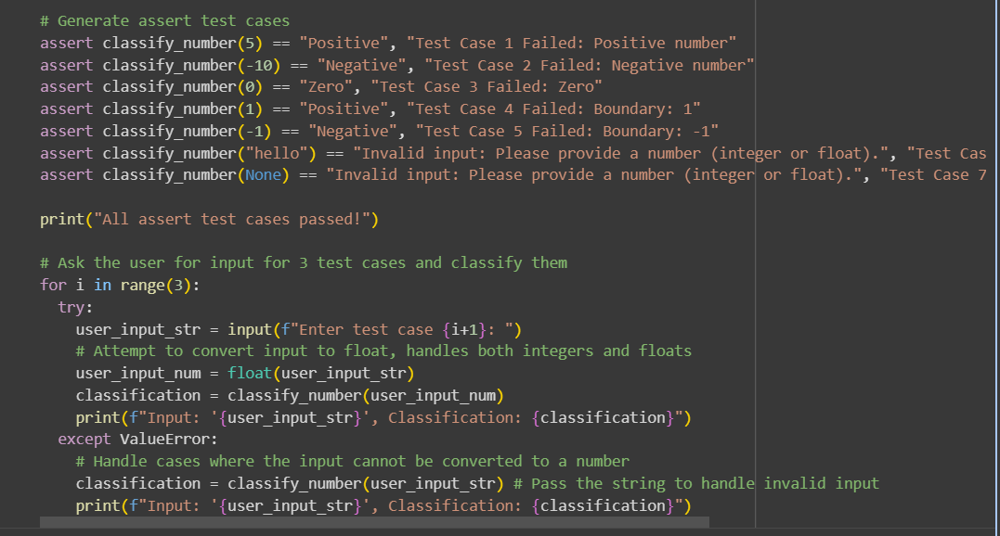 # Generate assert test cases
assert classify_number(5) == "Positive", "Test Case 1 Failed: Positive number"
assert classify_number(-10) == "Negative", "Test Case 2 Failed: Negative number"
assert classify_number(0) == "Zero", "Test Case 3 Failed: Zero"
assert classify_number(1) == "Positive", "Test Case 4 Failed: Boundary: 1"
assert classify_number(-1) == "Negative", "Test Case 5 Failed: Boundary: -1"
assert classify_number("hello") == "Invalid input: Please provide a number (integer or float).", "Test Cas
assert classify_number(None) == "Invalid input: Please provide a number (integer or float).", "Test Case 7

print("All assert test cases passed!")

# Ask the user for input for 3 test cases and classify them
for i in range(3):
  try:
    user_input_str = input(f"Enter test case {i+1}: ")
    # Attempt to convert input to float, handles both integers and floats
    user_input_num = float(user_input_str)
    classification = classify_number(user_input_num)
    print(f"Input: '{user_input_str}', Classification: {classification}")
  except ValueError:
    # Handle cases where the input cannot be converted to a number
    classification = classify_number(user_input_str) # Pass the string to handle invalid input
    print(f"Input: '{user_input_str}', Classification: {classification}")